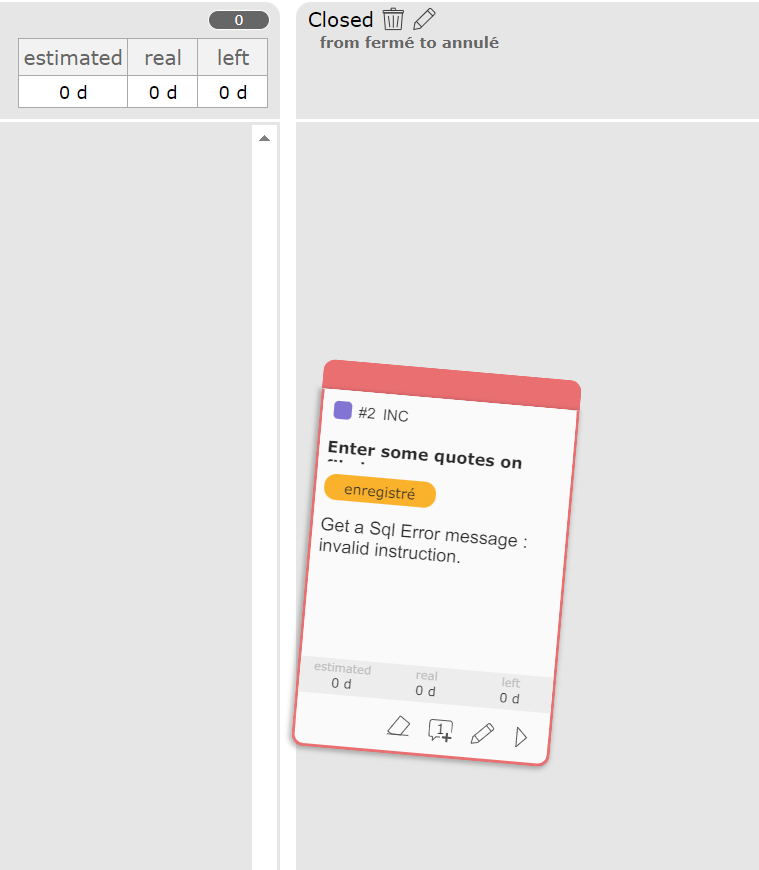 0
estimated real left
0 d 0 d 0 d
Closed
from fermé to annulé
#2 INC
Enter some quotes on
enregistré
Get a Sql Error message :
invalid instruction.
estimated real left
0 d 0 d 0 d
1